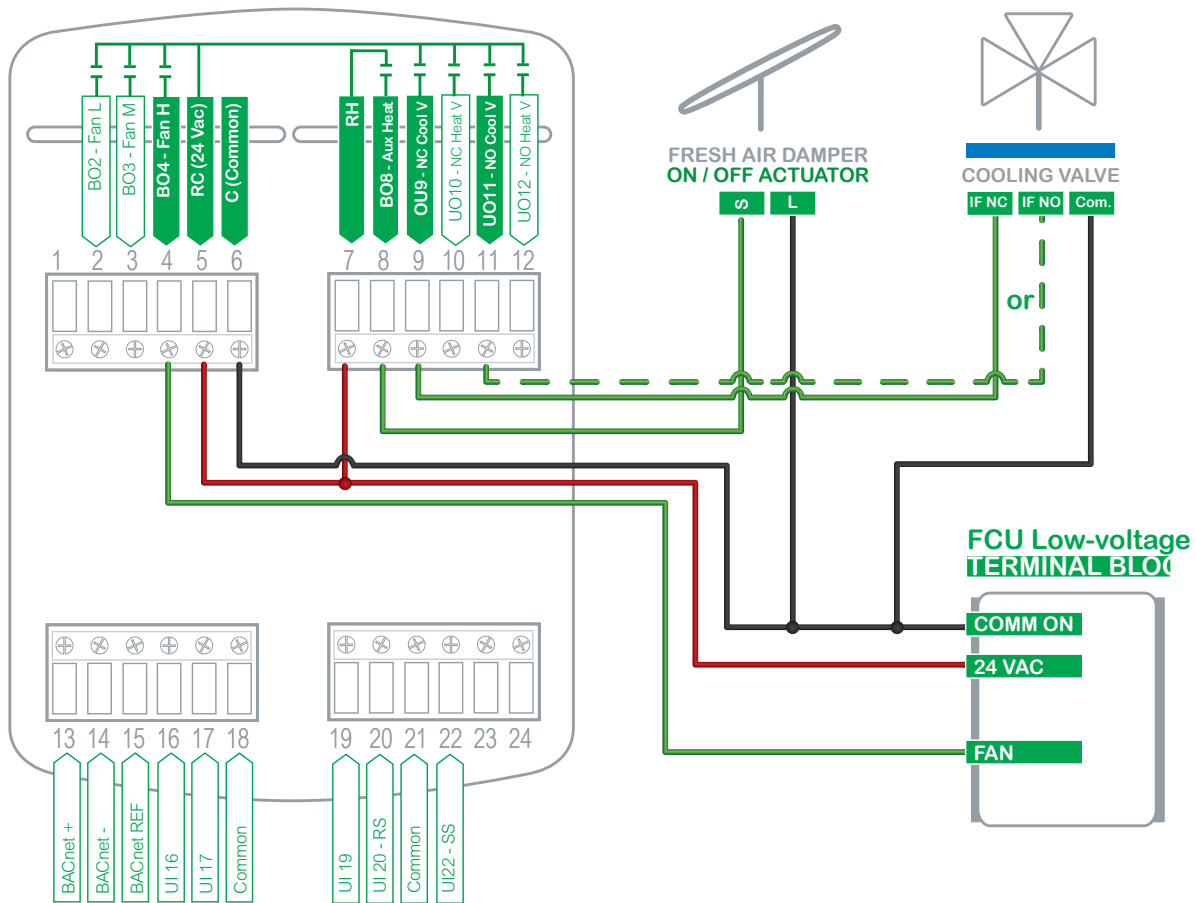 BO2 - Fan L
BO3 - Fan M
BO4 - Fan H
RC (24 Vac)
C (Common)
RH
BO8 - Aux Heat
OU9 - NC Cool V
UO10 - NC Heat V
UO11 - NO Cool V
UO12 - NO Heat V
1 2 3 4 5 6
7 8 9 10 11 12
FRESH AIR DAMPER
ON / OFF ACTUATOR
S L
COOLING VALVE
IF NC IF NO Com.
or
FCU Low-voltage
TERMINAL BLOC
COMM ON
24 VAC
FAN
13 14 15 16 17 18
19 20 21 22 23 24
BACnet +
BACnet -
BACnet REF
UI 16
UI 17
Common
UI 19
UI 20 - RS
Common
UI22 - SS